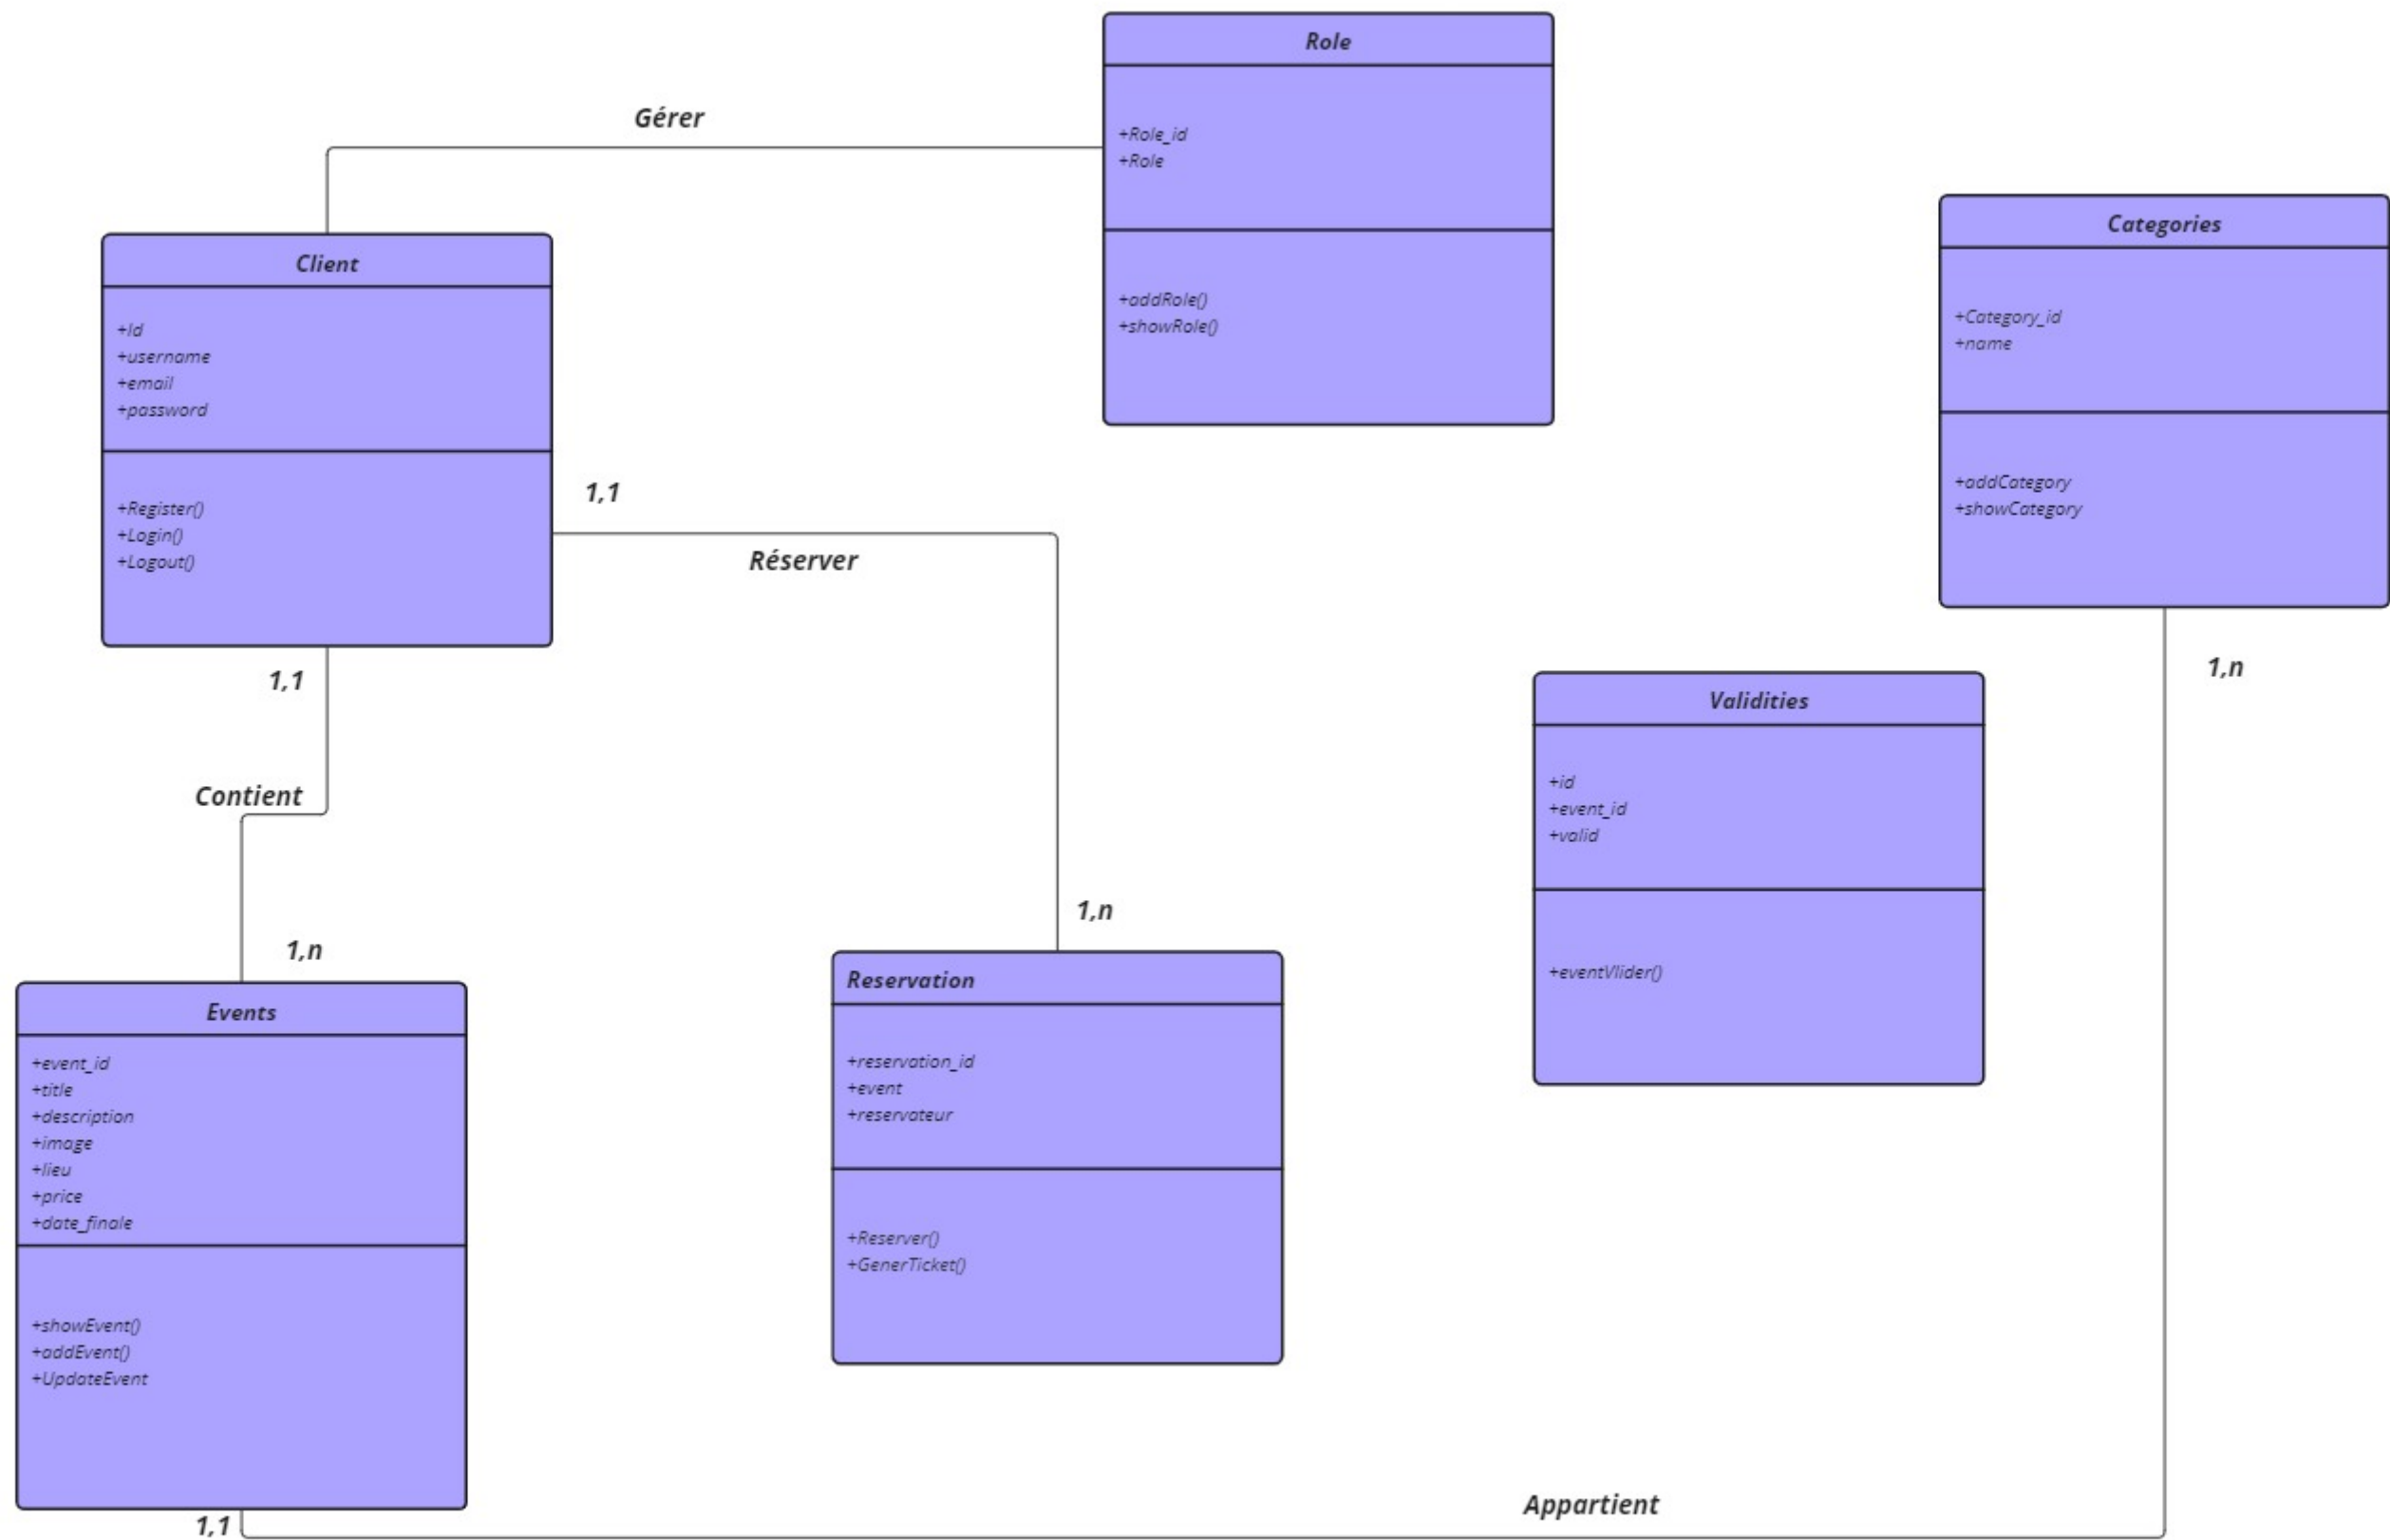 Role
+Role_id
+Role
+addRole()
+showRole()
Gérer
Client
+Id
+username
+email
+password
+Register()
+Login()
+Logout()
Categories
+Category_id
+name
+addCategory
+showCategory
1,1
Réserver
1,n
1,1
Contient
1,n
Validities
+id
+event_id
+valid
+eventVlider()
1,n
Events
+event_id
+title
+description
+image
+lieu
+price
+date_finale
+showEvent()
+addEvent()
+UpdateEvent
Reservation
+reservation_id
+event
+reservateur
+Reserver()
+GenerTicket()
1,1
Appartient